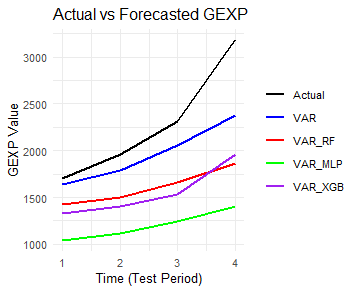 Actual vs Forecasted GEXP
GEXP Value
3000
2500
2000
1500
1000
1
2
3
4
Time (Test Period)
Actual
VAR
VAR_RF
VAR_MLP
VAR_XGB